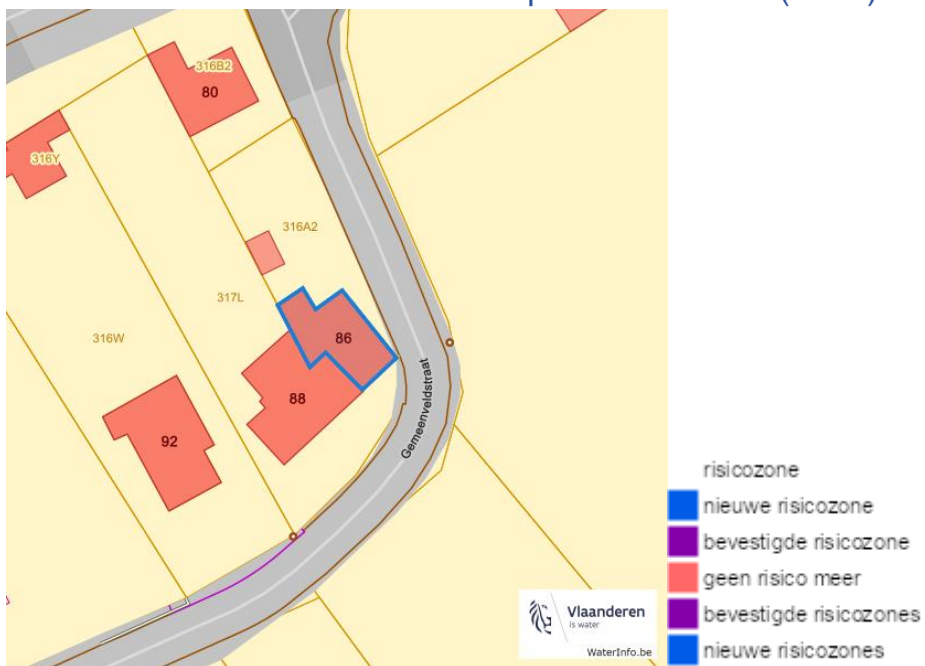 316B2
80
316Y
316A2
317L
316W
86
88
92
Gemeenveldstraat
risicozone
nieuwe risicozone
bevestigde risicozone
geen risico meer
bevestigde risicozones
nieuwe risicozones
Vlaanderen
is water
WaterInfo.be